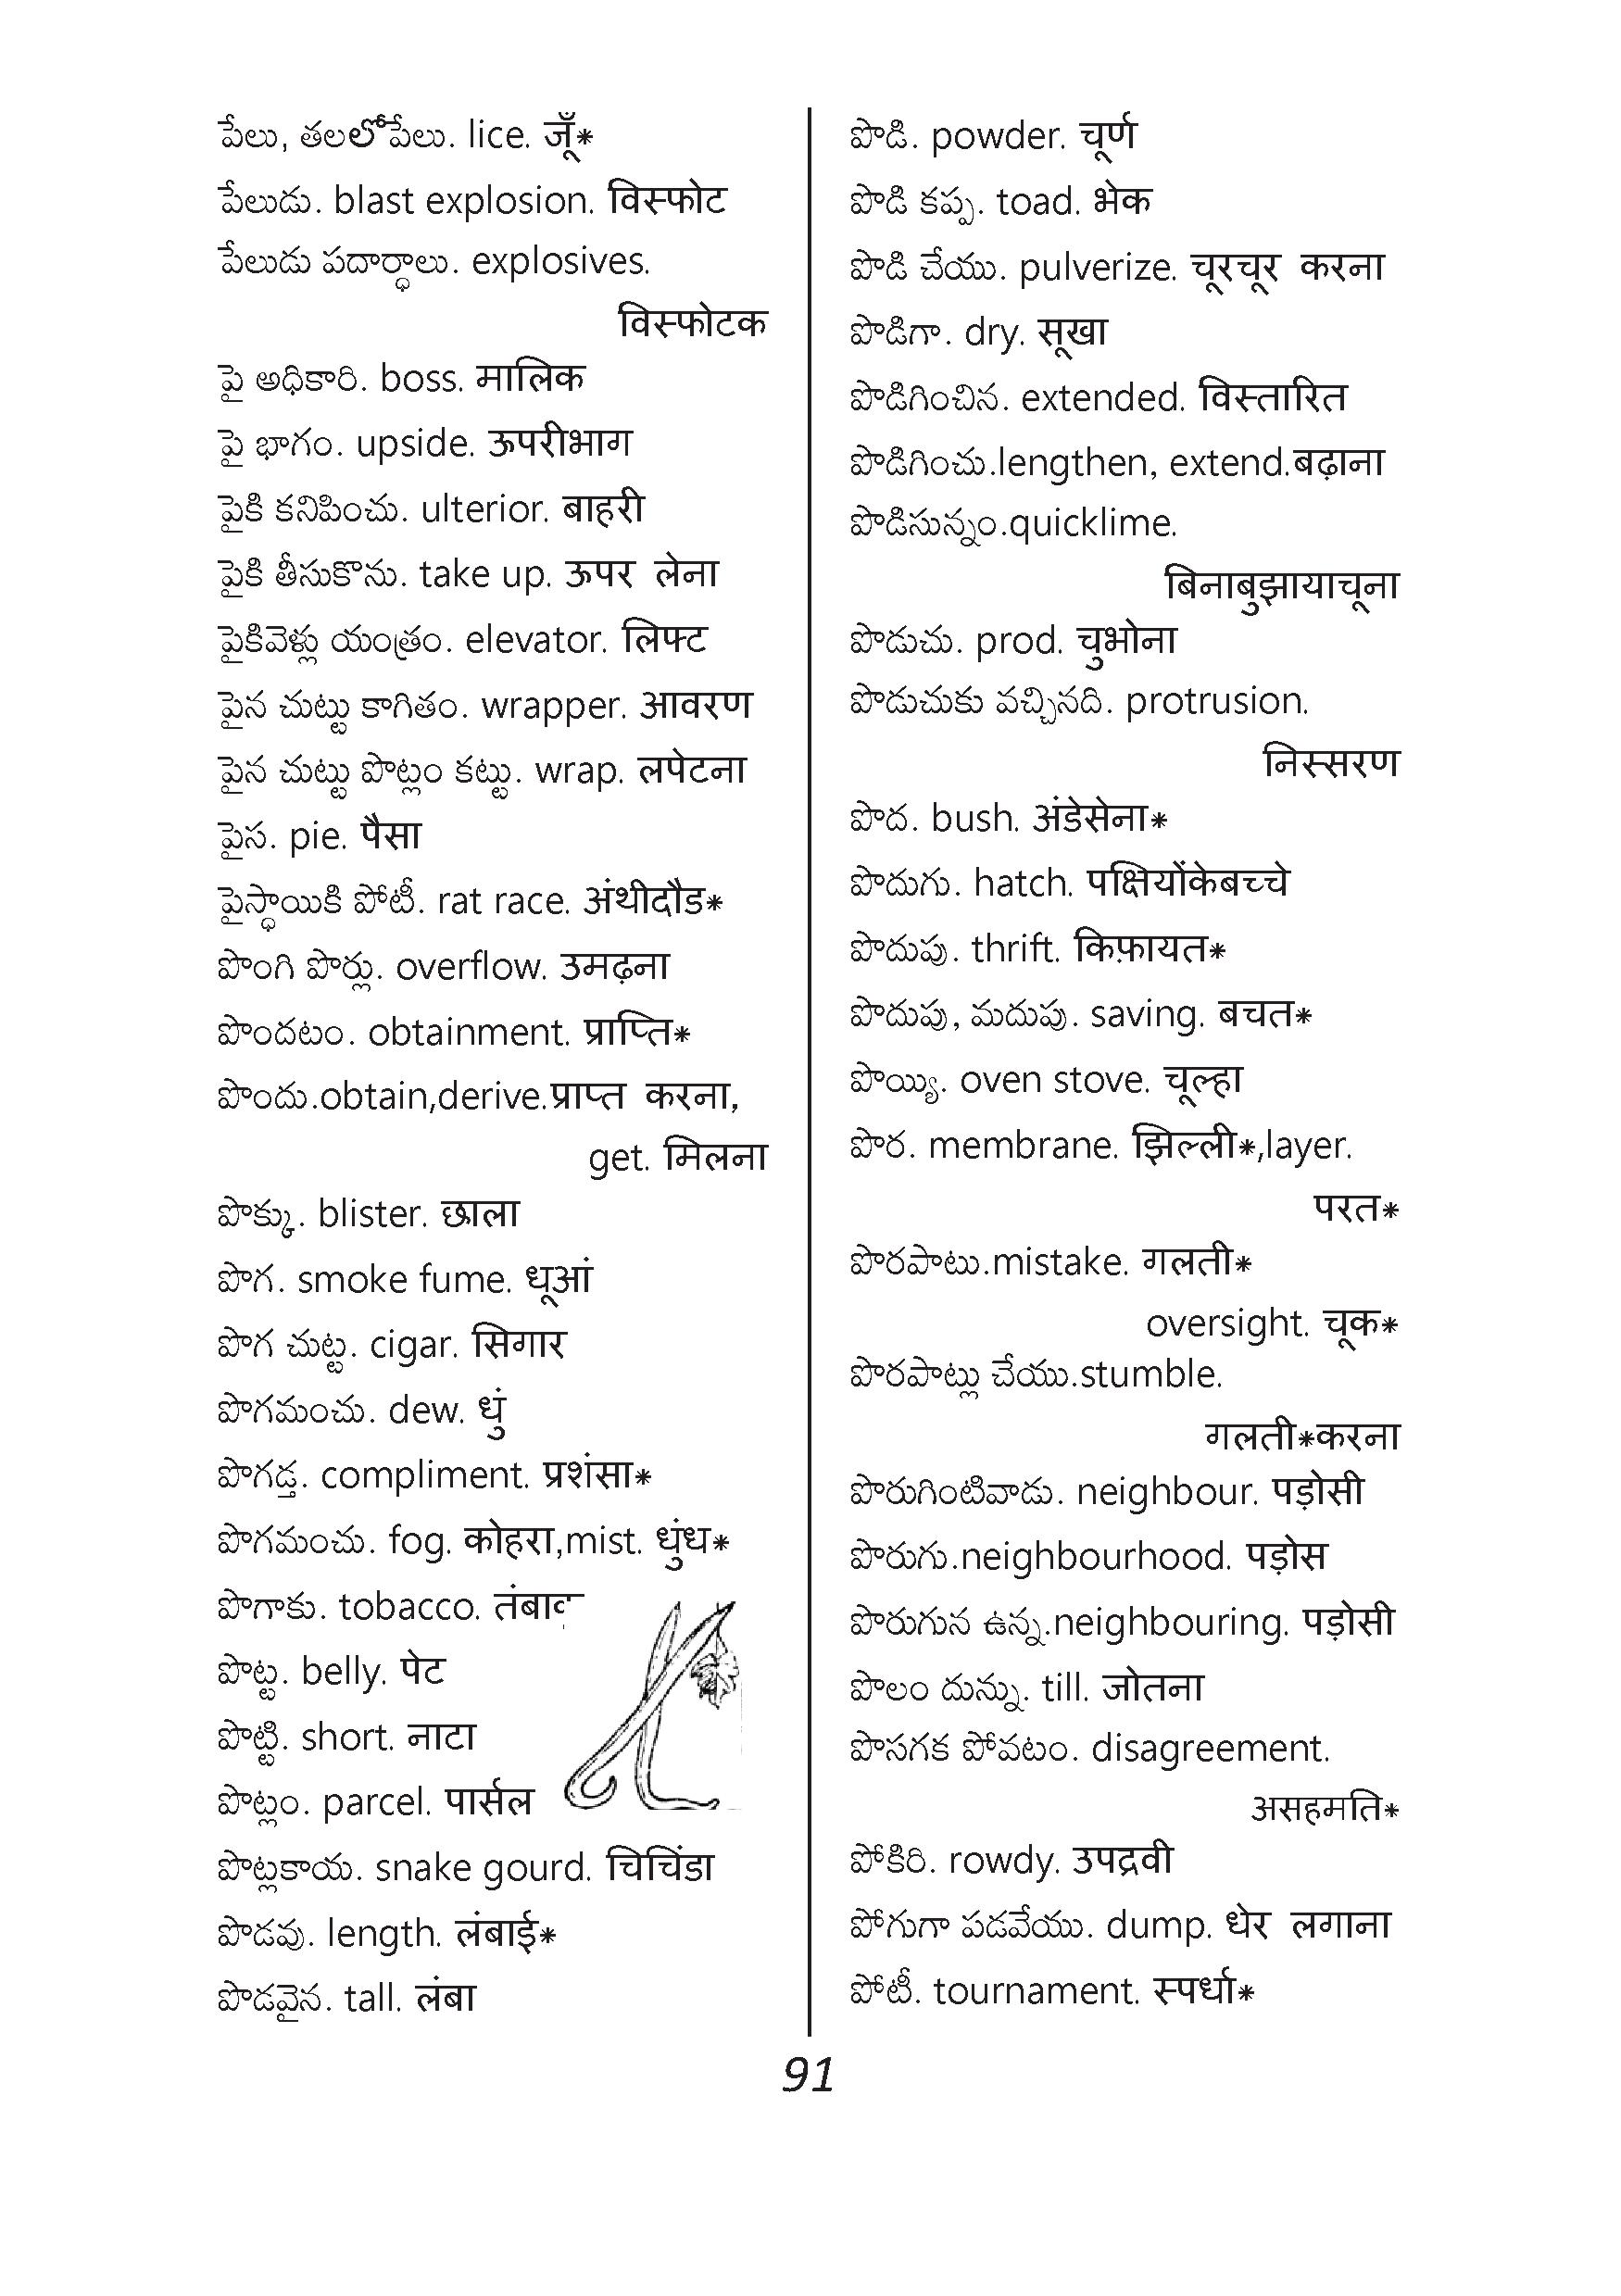 పేలు, తలలోపేలు. lice. जूँ*
పేలుడు. blast explosion. विस्फोट
పేలుడు పదార్థాలు. explosives.
विस्फोटक
పై అధికారి. boss. मालिक
పై భాగం. upside. ऊपरीभाग
పైకి కనిపించు. ulterior. बाहरी
పైకి తీసుకొను. take up. ऊपर लेना
పైకివెళ్లు యంత్రం. elevator. लिफ्ट
పైన చుట్టు కాగితం. wrapper. आवरण
పైన చుట్టు పొట్లం కట్టు. wrap. लपेटना
పైస. pie. पैसा
పైస్థాయికి పోటీ. rat race. अंथीदौड*
పొంగి పొర్లు. overflow. उमढ़ना
పొందటం. obtainment. प्राप्ति*
పొందు.obtain,derive.प्राप्त करना,
get. मिलना
పొక్కు. blister. छाला
పొగ. smoke fume. धूआं
పొగ చుట్ట. cigar. सिगार
పొగమంచు. dew. धुं
పొగడ్త. compliment. प्रशंसा*
పొగమంచు. fog. कोहरा,mist. धुंध*
పొగాకు. tobacco.
పొట్ట. belly. पेट
పొట్టి. short. नाटा
పొట్లం. parcel. पार्सल
పొట్లకాయ. snake gourd. चिचिंडा
పొడవు. length. लंबाई*
పొడవైన. tall. लंबा
పొడి. powder. चूर्ण
పొడి కప్ప. toad. भेक
పొడి చేయు. pulverize. चूरचूर करना
పొడిగా. dry. सूखा
పొడిగించిన. extended. विस्तारित
పొడిగించు.lengthen, extend.बढ़ाना
పొడిసున్నం.quicklime.
बिनाबुझायाचूना
పొడుచు. prod. चुभोना
పొడుచుకు వచ్చినది. protrusion.
निस्सरण
పొద. bush. अंडेसेना*
పొదుగు. hatch. पक्षियोंकेबच्चे
పొదుపు. thrift. किफ़ायत*
పొదుపు, మదుపు. saving. बचत*
పొయ్యి. oven stove. चूल्हा
పొర. membrane. झिल्ली*,layer.
परत*
పొరపాటు.mistake. गलती*
oversight. चूक*
పొరపాట్లు చేయు.stumble.
गलती*करना
పొరుగింటివాడు. neighbour. पड़ोसी
పొరుగు.neighbourhood. पड़ोस
పొరుగున ఉన్న.neighbouring. पड़ोसी
పొలం దున్ను. till. जोतना
పొసగక పోవటం. disagreement.
असहमति*
పోకిరి. rowdy. उपद्रवी
పోగుగా పడవేయు. dump. धेर लगाना
పోటీ. tournament. स्पर्धा*
91